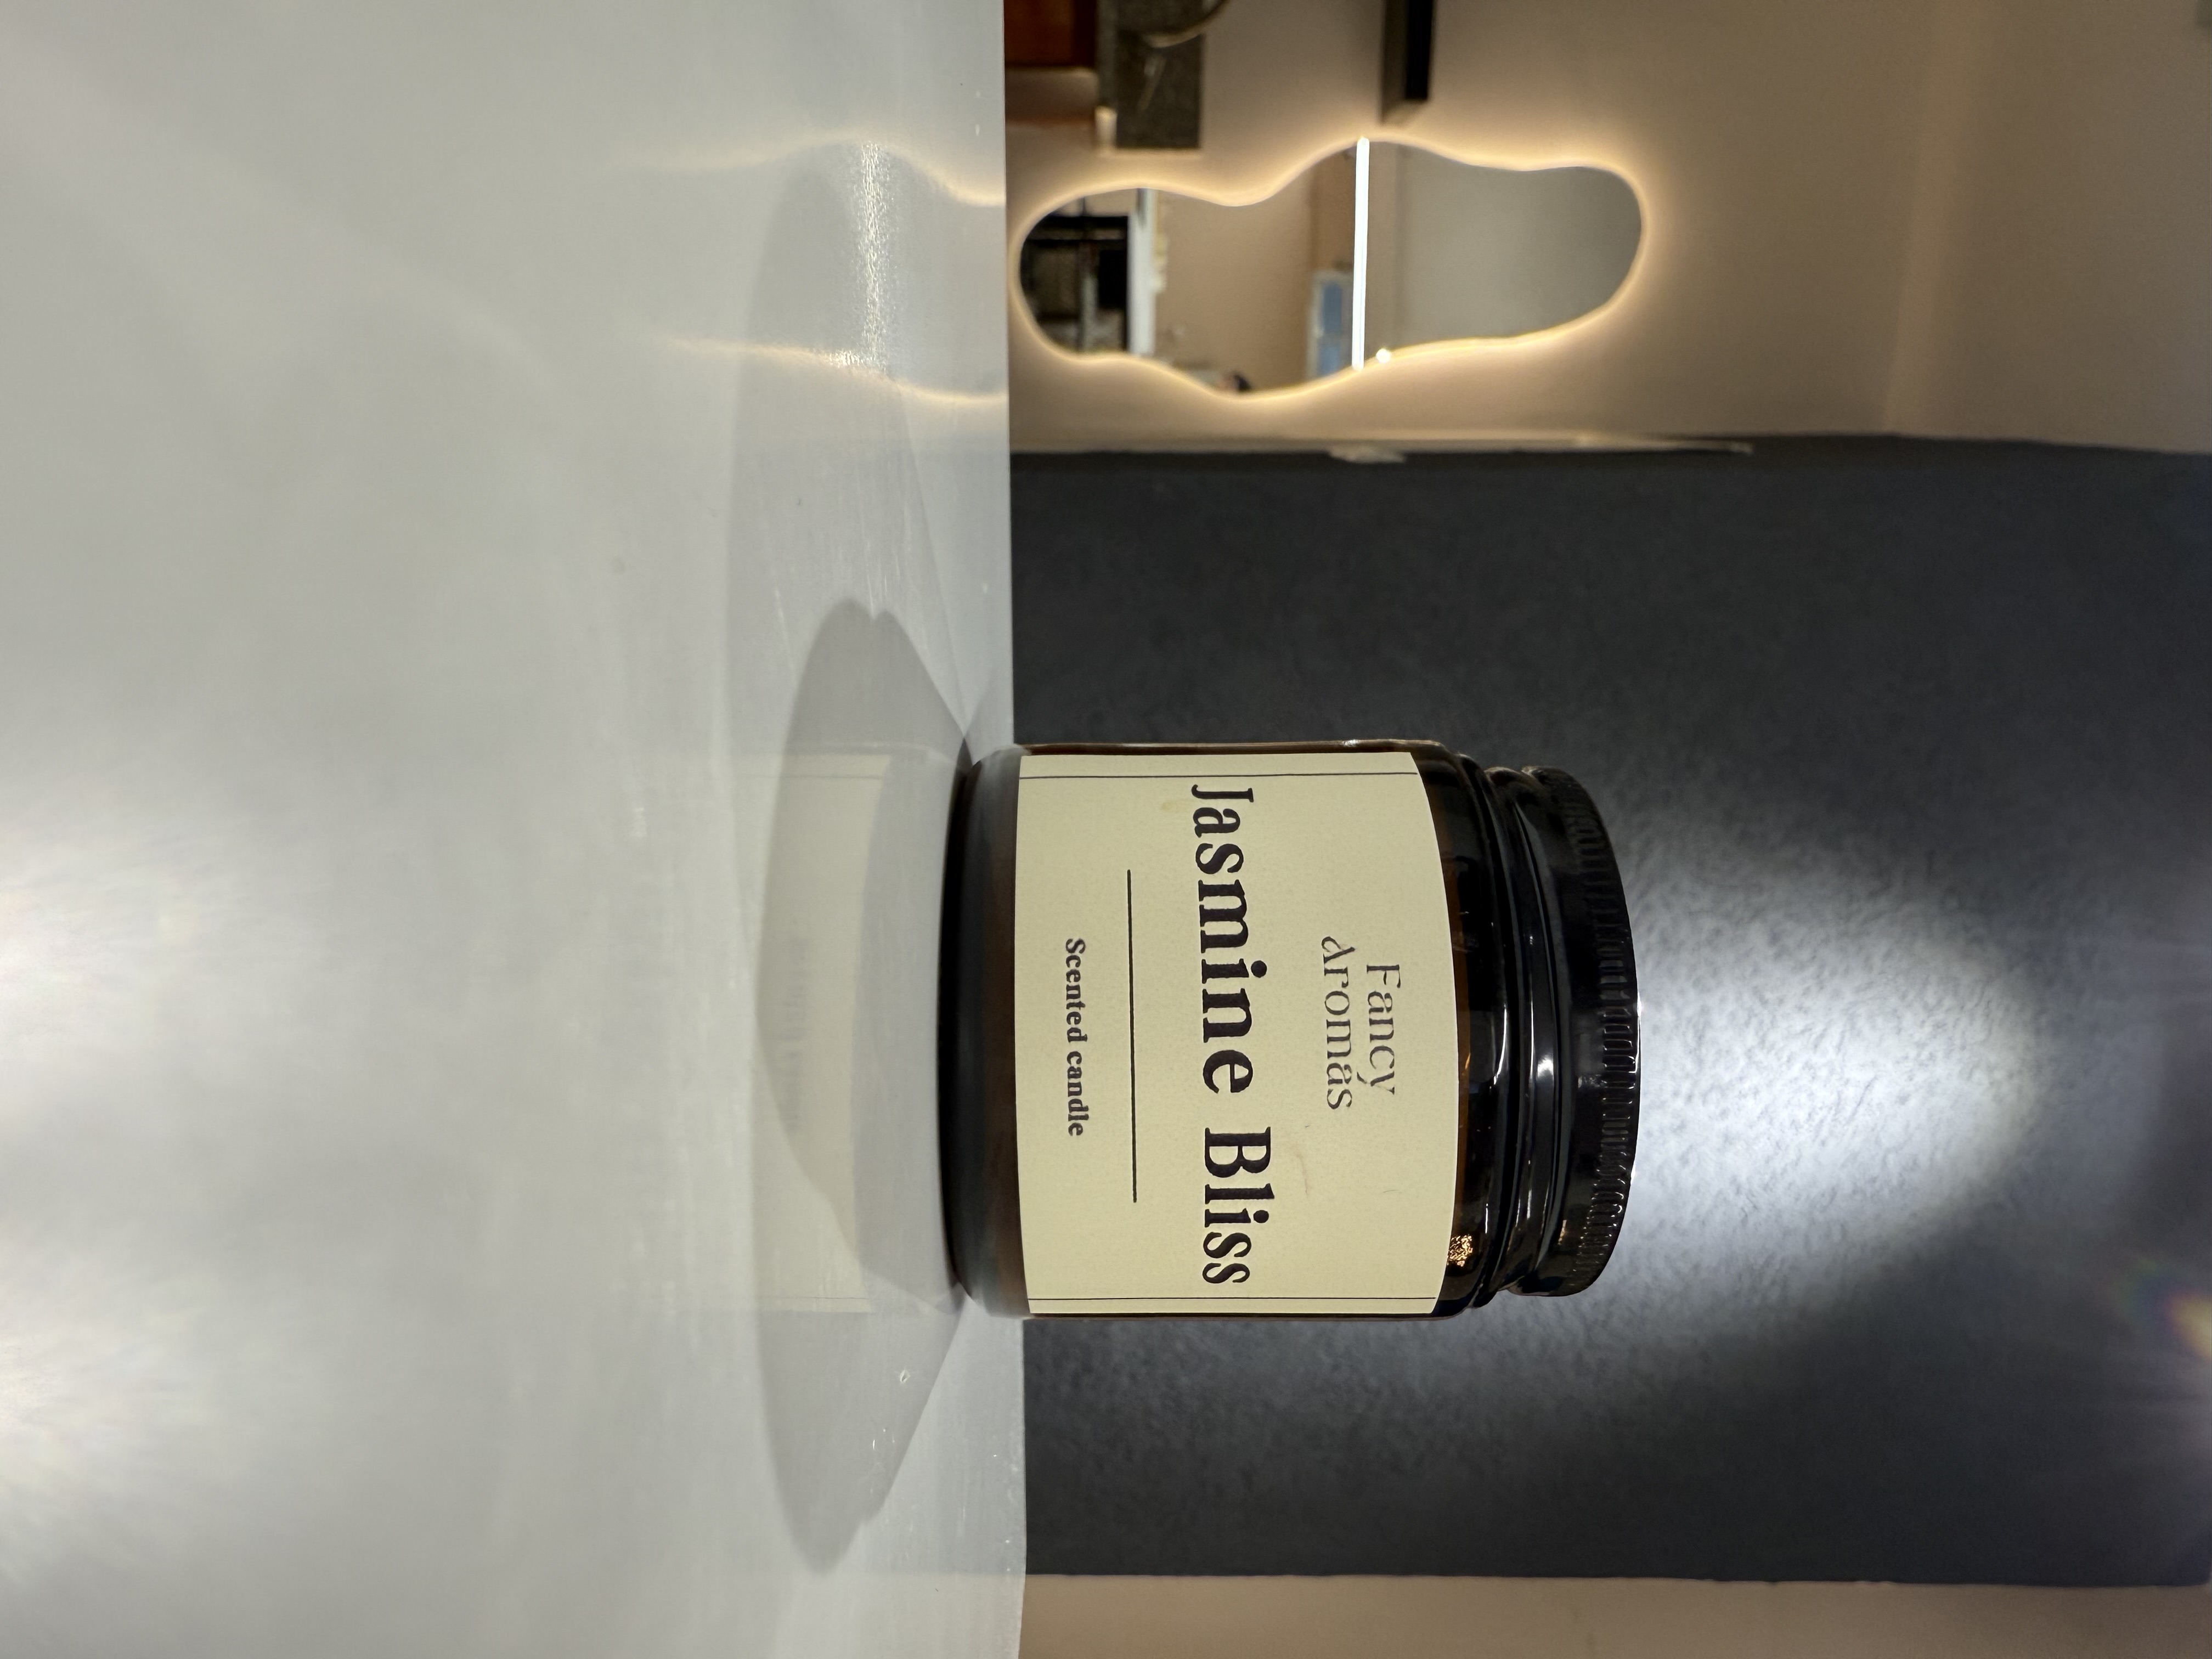 Fancy
Aromas
Jasmine Bliss
Scented candle